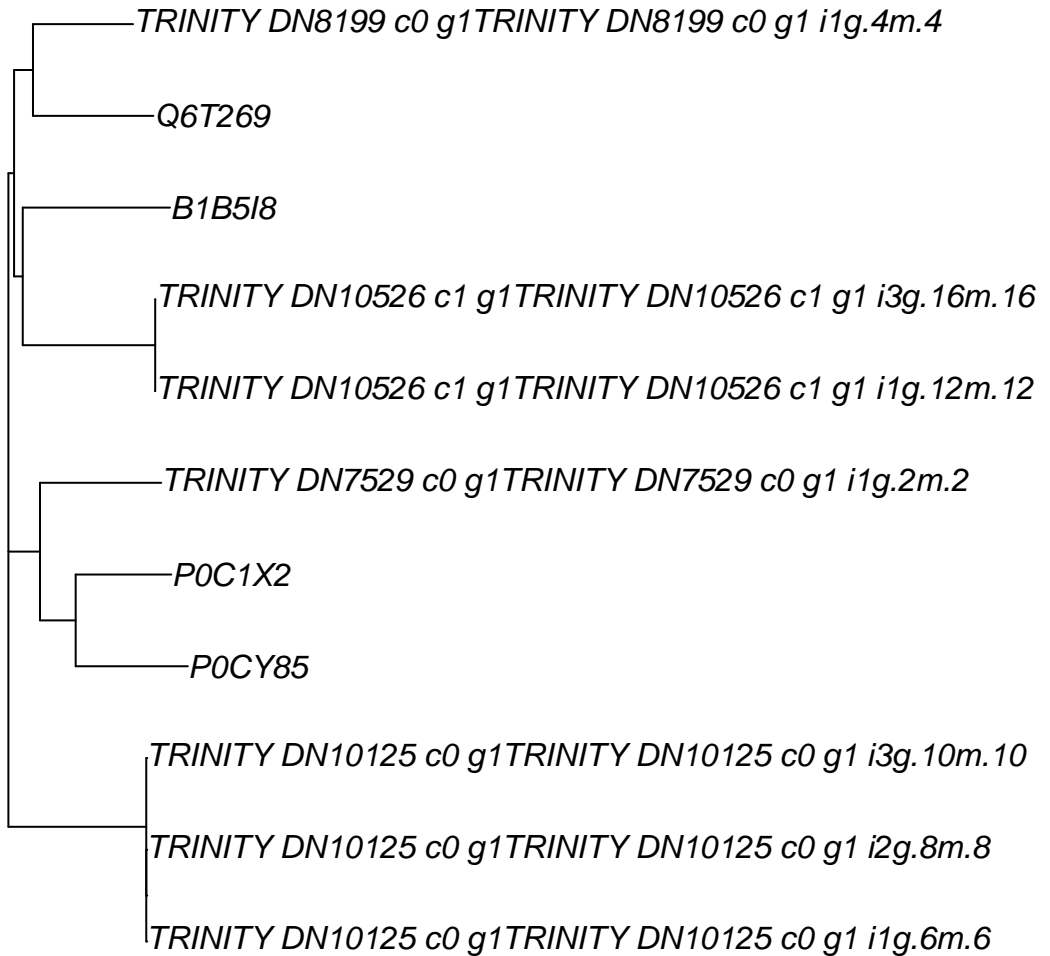 TRINITY DN8199 c0 g1TRINITY DN8199 c0 g1 i1g.4m.4
Q6T269
B1B5I8
TRINITY DN10526 c1 g1TRINITY DN10526 c1 g1 i3g.16m.16
TRINITY DN10526 c1 g1TRINITY DN10526 c1 g1 i1g.12m.12
TRINITY DN7529 c0 g1TRINITY DN7529 c0 g1 i1g.2m.2
P0C1X2
P0CY85
TRINITY DN10125 c0 g1TRINITY DN10125 c0 g1 i3g.10m.10
TRINITY DN10125 c0 g1TRINITY DN10125 c0 g1 i2g.8m.8
TRINITY DN10125 c0 g1TRINITY DN10125 c0 g1 i1g.6m.6